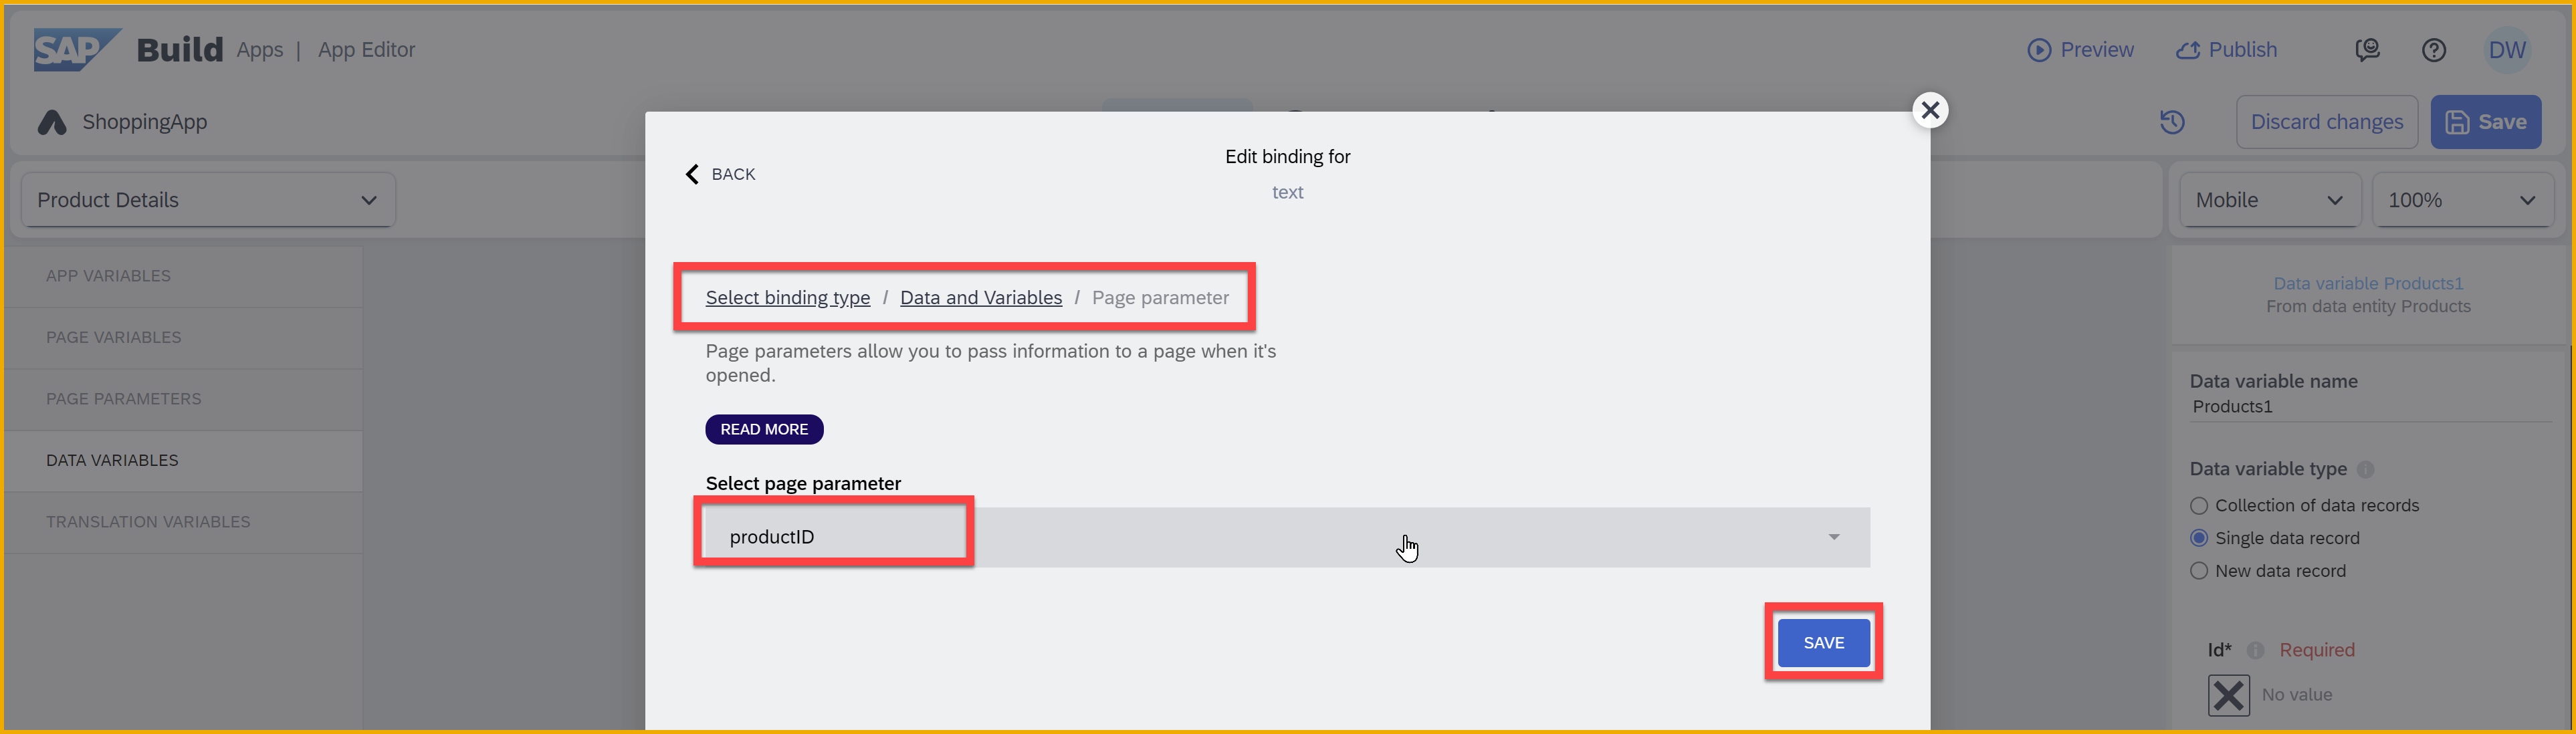 SAP Build Apps | App Editor
Preview Publish DW
ShoppingApp
Discard changes Save
Product Details
Mobile 100%
APP VARIABLES
PAGE VARIABLES
PAGE PARAMETERS
DATA VARIABLES
TRANSLATION VARIABLES
BACK
Edit binding for
text
Select binding type / Data and Variables / Page parameter
Page parameters allow you to pass information to a page when it's
opened.
READ MORE
Select page parameter
productID
SAVE
Data variable Products1
From data entity Products
Data variable name
Products1
Data variable type
Collection of data records
Single data record
New data record
Id* Required
No value